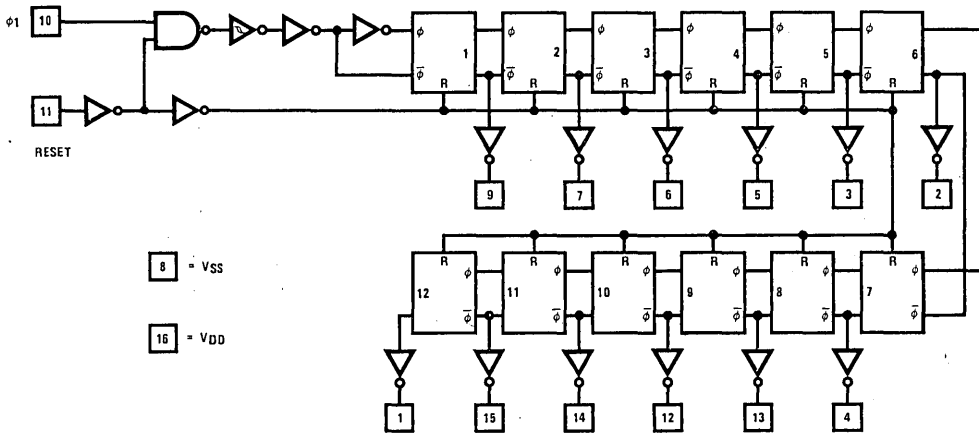 φ1 10
φ φ φ φ φ φ
1 2 3 4 5 6
φ̅ φ̅ φ̅ φ̅ φ̅ φ̅
R R R R R R
11
RESET
9 7 6 5 3 2
R R R R R R
8 = VSS
φ φ φ φ φ φ
12 11 10 9 8 7
φ̅ φ̅ φ̅ φ̅ φ̅ φ̅
16 = VDD
1 15 14 12 13 4